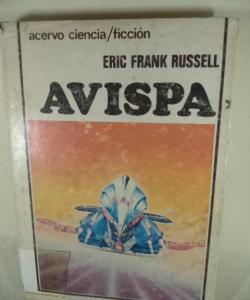 acervo ciencia/ficción
ERIC FRANK RUSSELL
AVISPA